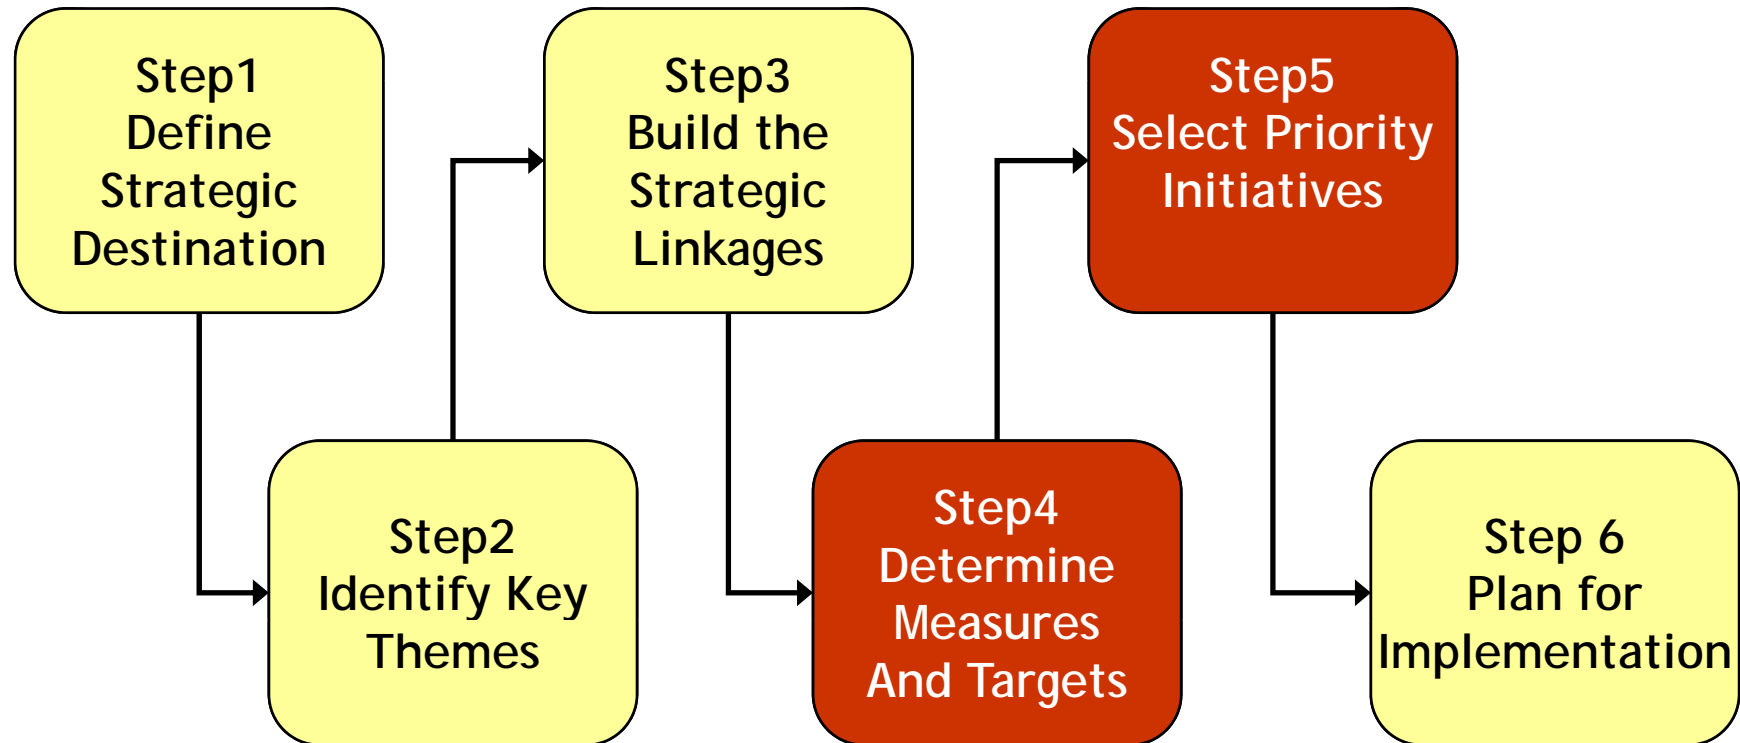 Step1
Define
Strategic
Destination
Step2
Identify Key
Themes
Step3
Build the
Strategic
Linkages
Step4
Determine
Measures
And Targets
Step5
Select Priority
Initiatives
Step 6
Plan for
Implementation